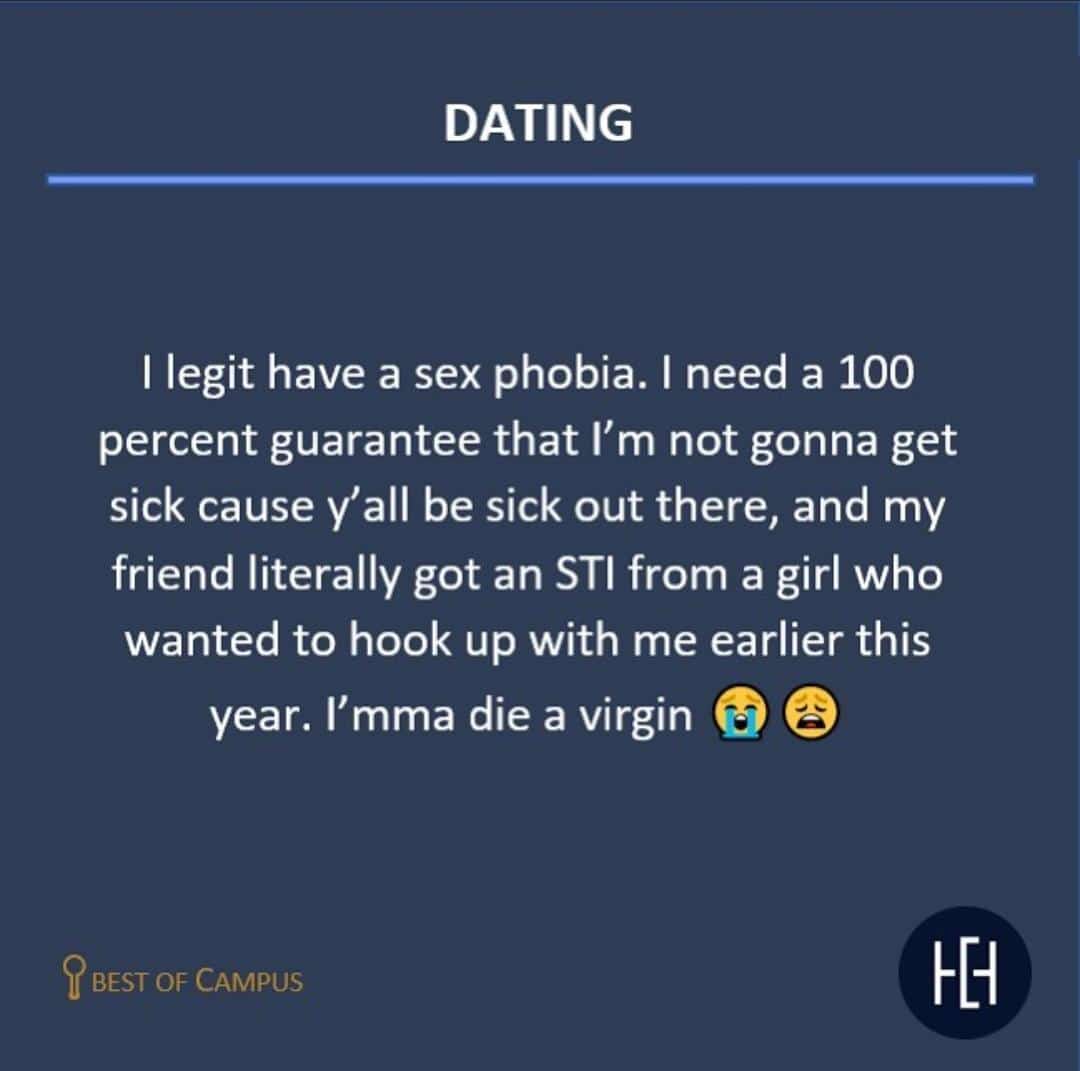 DATING
I legit have a sex phobia. I need a 100
percent guarantee that I’m not gonna get
sick cause y’all be sick out there, and my
friend literally got an STI from a girl who
wanted to hook up with me earlier this
year. I’mma die a virgin 😭😩
BEST OF CAMPUS